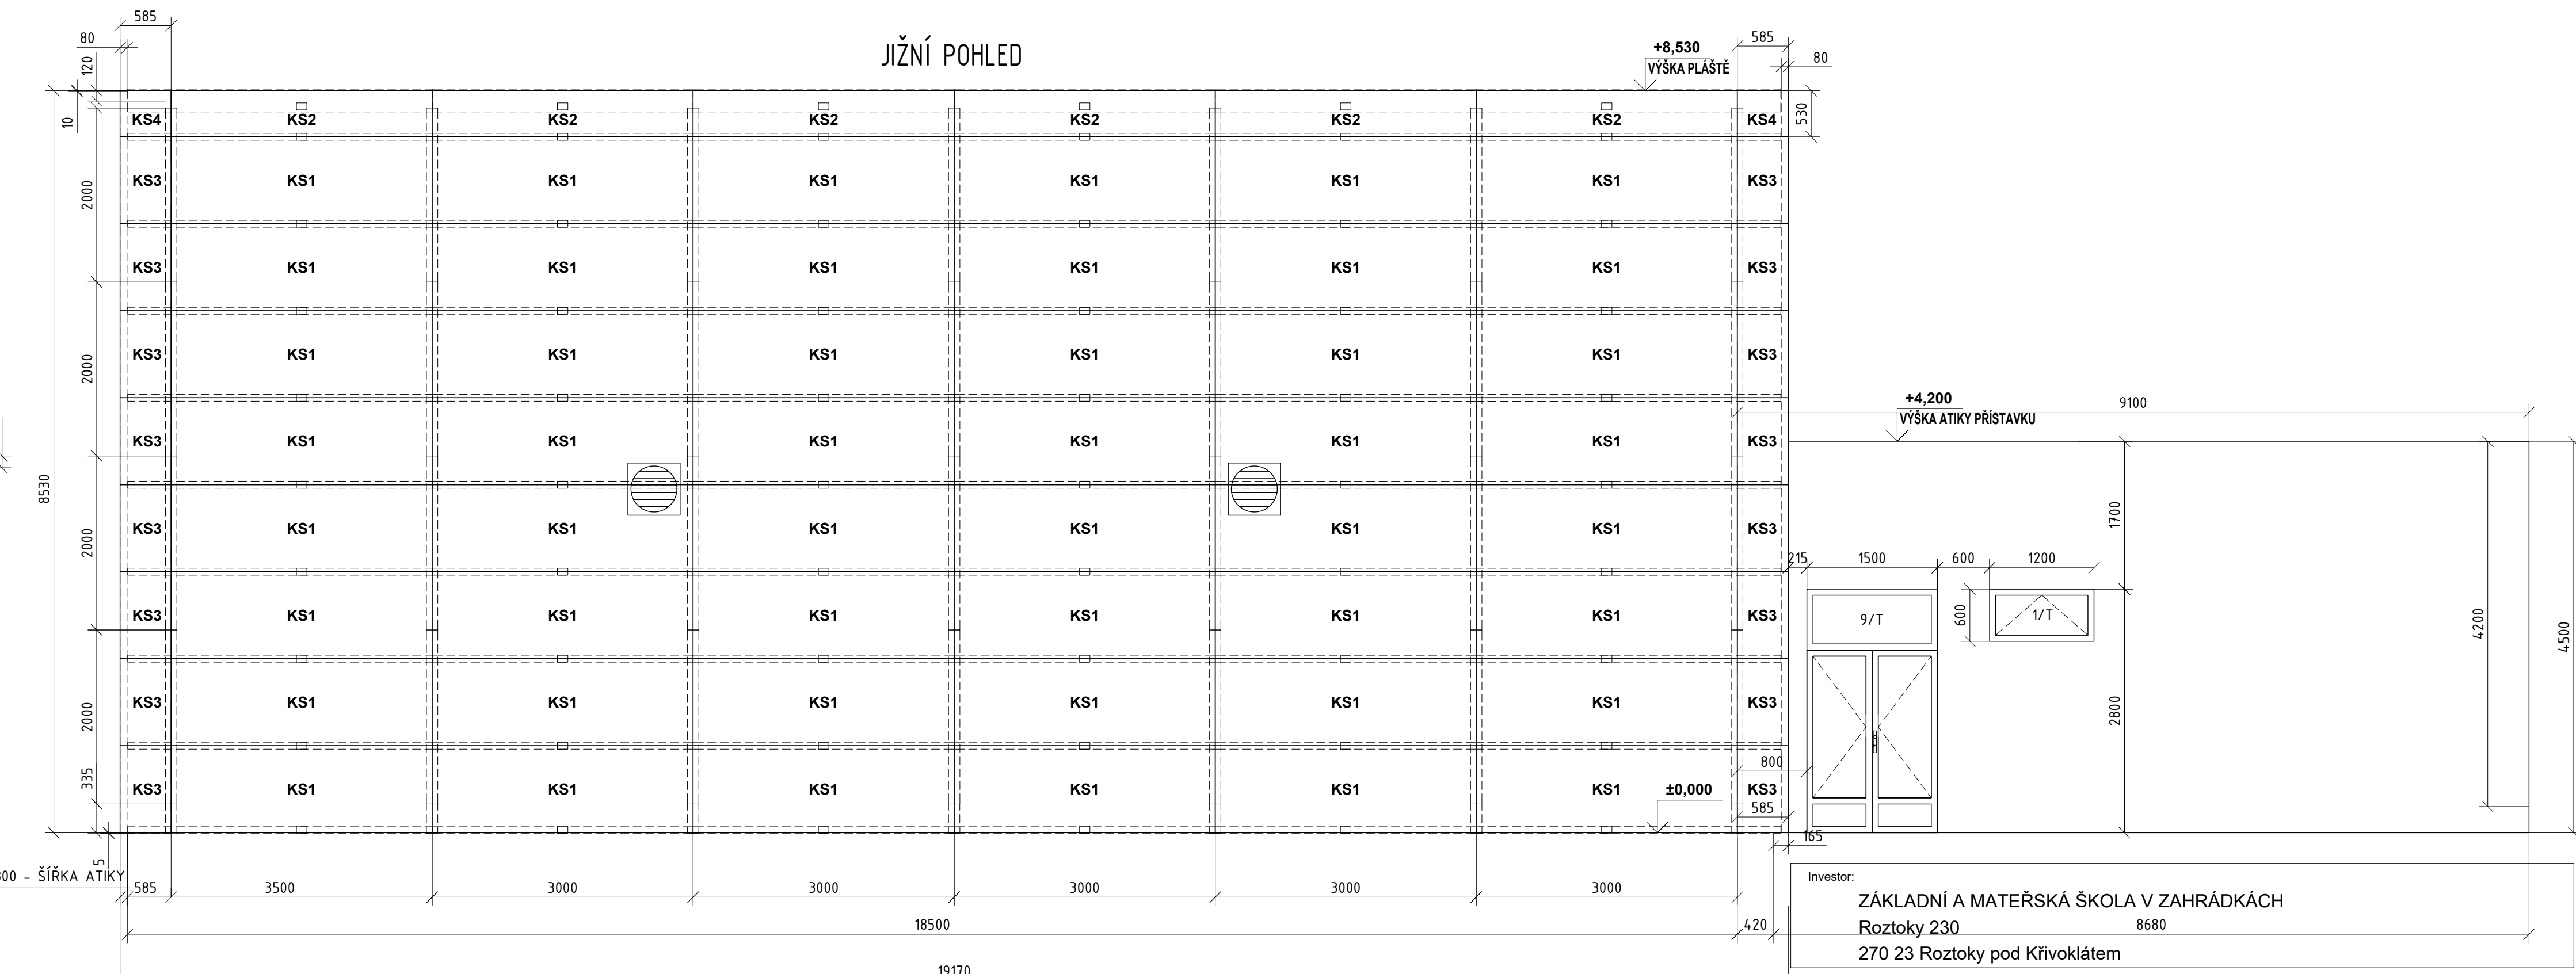 585
80
120
10
JIŽNÍ POHLED
+8,530
VÝŠKA PLÁŠTĚ
585
80
530
KS4 KS2 KS2 KS2 KS2 KS2 KS2 KS4
2000
KS3 KS1 KS1 KS1 KS1 KS1 KS1 KS3
KS3 KS1 KS1 KS1 KS1 KS1 KS1 KS3
2000
KS3 KS1 KS1 KS1 KS1 KS1 KS1 KS3
+4,200
VÝŠKA ATIKY PŘÍSTAVKU
9100
KS3 KS1 KS1 KS1 KS1 KS1 KS1 KS3
8530
2000
KS3 KS1 KS1 KS1 KS1 KS1 KS1 KS3
1700
215 1500 600 1200
KS3 KS1 KS1 KS1 KS1 KS1 KS1 KS3
9/T
600
1/T
4200
4500
2000
KS3 KS1 KS1 KS1 KS1 KS1 KS1 KS3
2800
800
335
KS3 KS1 KS1 KS1 KS1 KS1 KS1 KS3
±0,000
585
165
5
00 - ŠÍŘKA ATIKY
585 3500 3000 3000 3000 3000 3000
18500 420 8680
19170
Investor:
ZÁKLADNÍ A MATEŘSKÁ ŠKOLA V ZAHRÁDKÁCH
Roztoky 230
270 23 Roztoky pod Křivoklátem